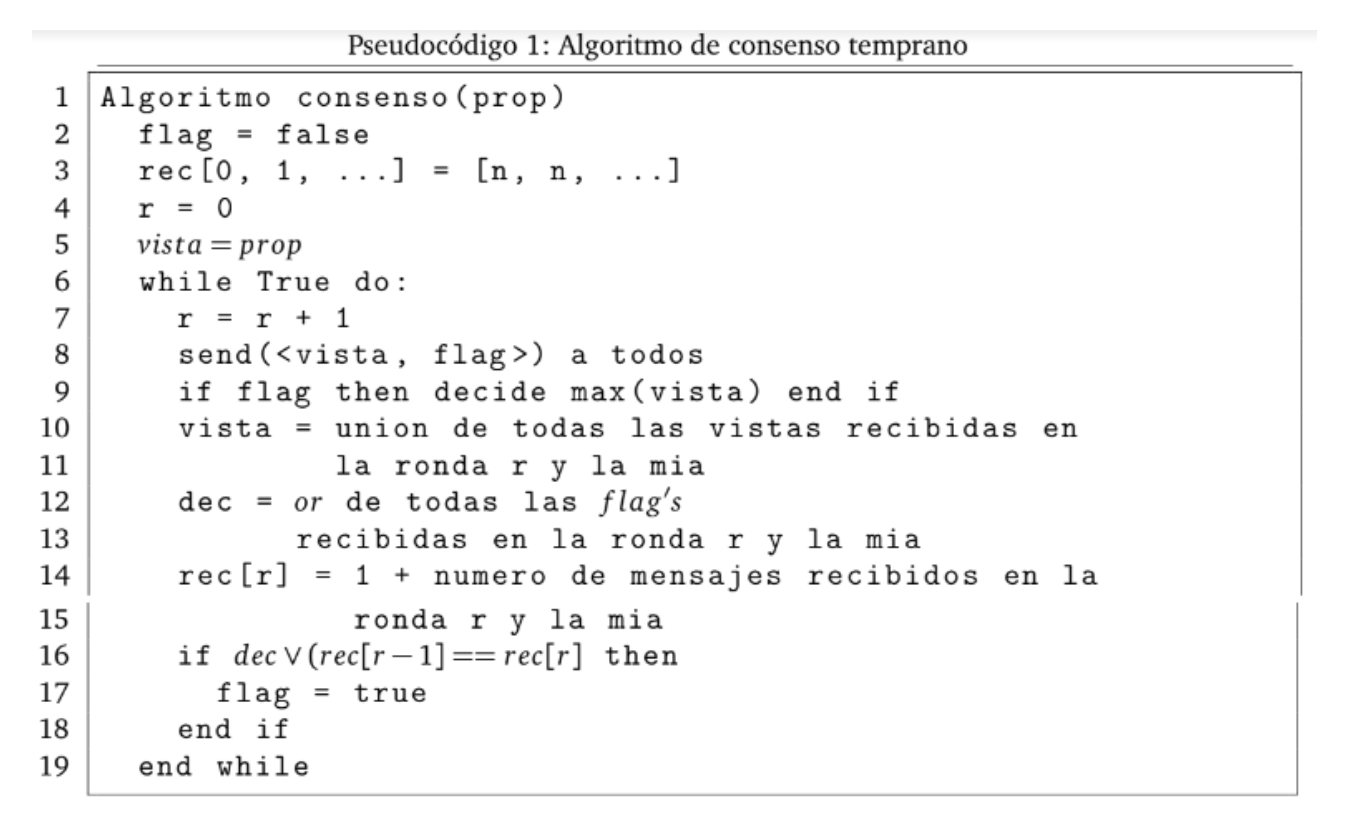 Pseudocódigo 1: Algoritmo de consenso temprano
1 Algoritmo consenso(prop)
2 flag = false
3 rec[0, 1, ...] = [n, n, ...]
4 r = 0
5 vista = prop
6 while True do:
7 r = r + 1
8 send(<vista, flag>) a todos
9 if flag then decide max(vista) end if
10 vista = union de todas las vistas recibidas en
11 la ronda r y la mia
12 dec = or de todas las flag's
13 recibidas en la ronda r y la mia
14 rec[r] = 1 + numero de mensajes recibidos en la
15 ronda r y la mia
16 if dec ∨ (rec[r − 1] == rec[r] then
17 flag = true
18 end if
19 end while